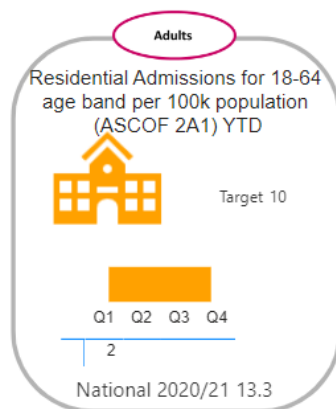 Adults
Residential Admissions for 18-64
age band per 100k population
(ASCOF 2A1) YTD
Target 10
Q1 Q2 Q3 Q4
2
National 2020/21 13.3